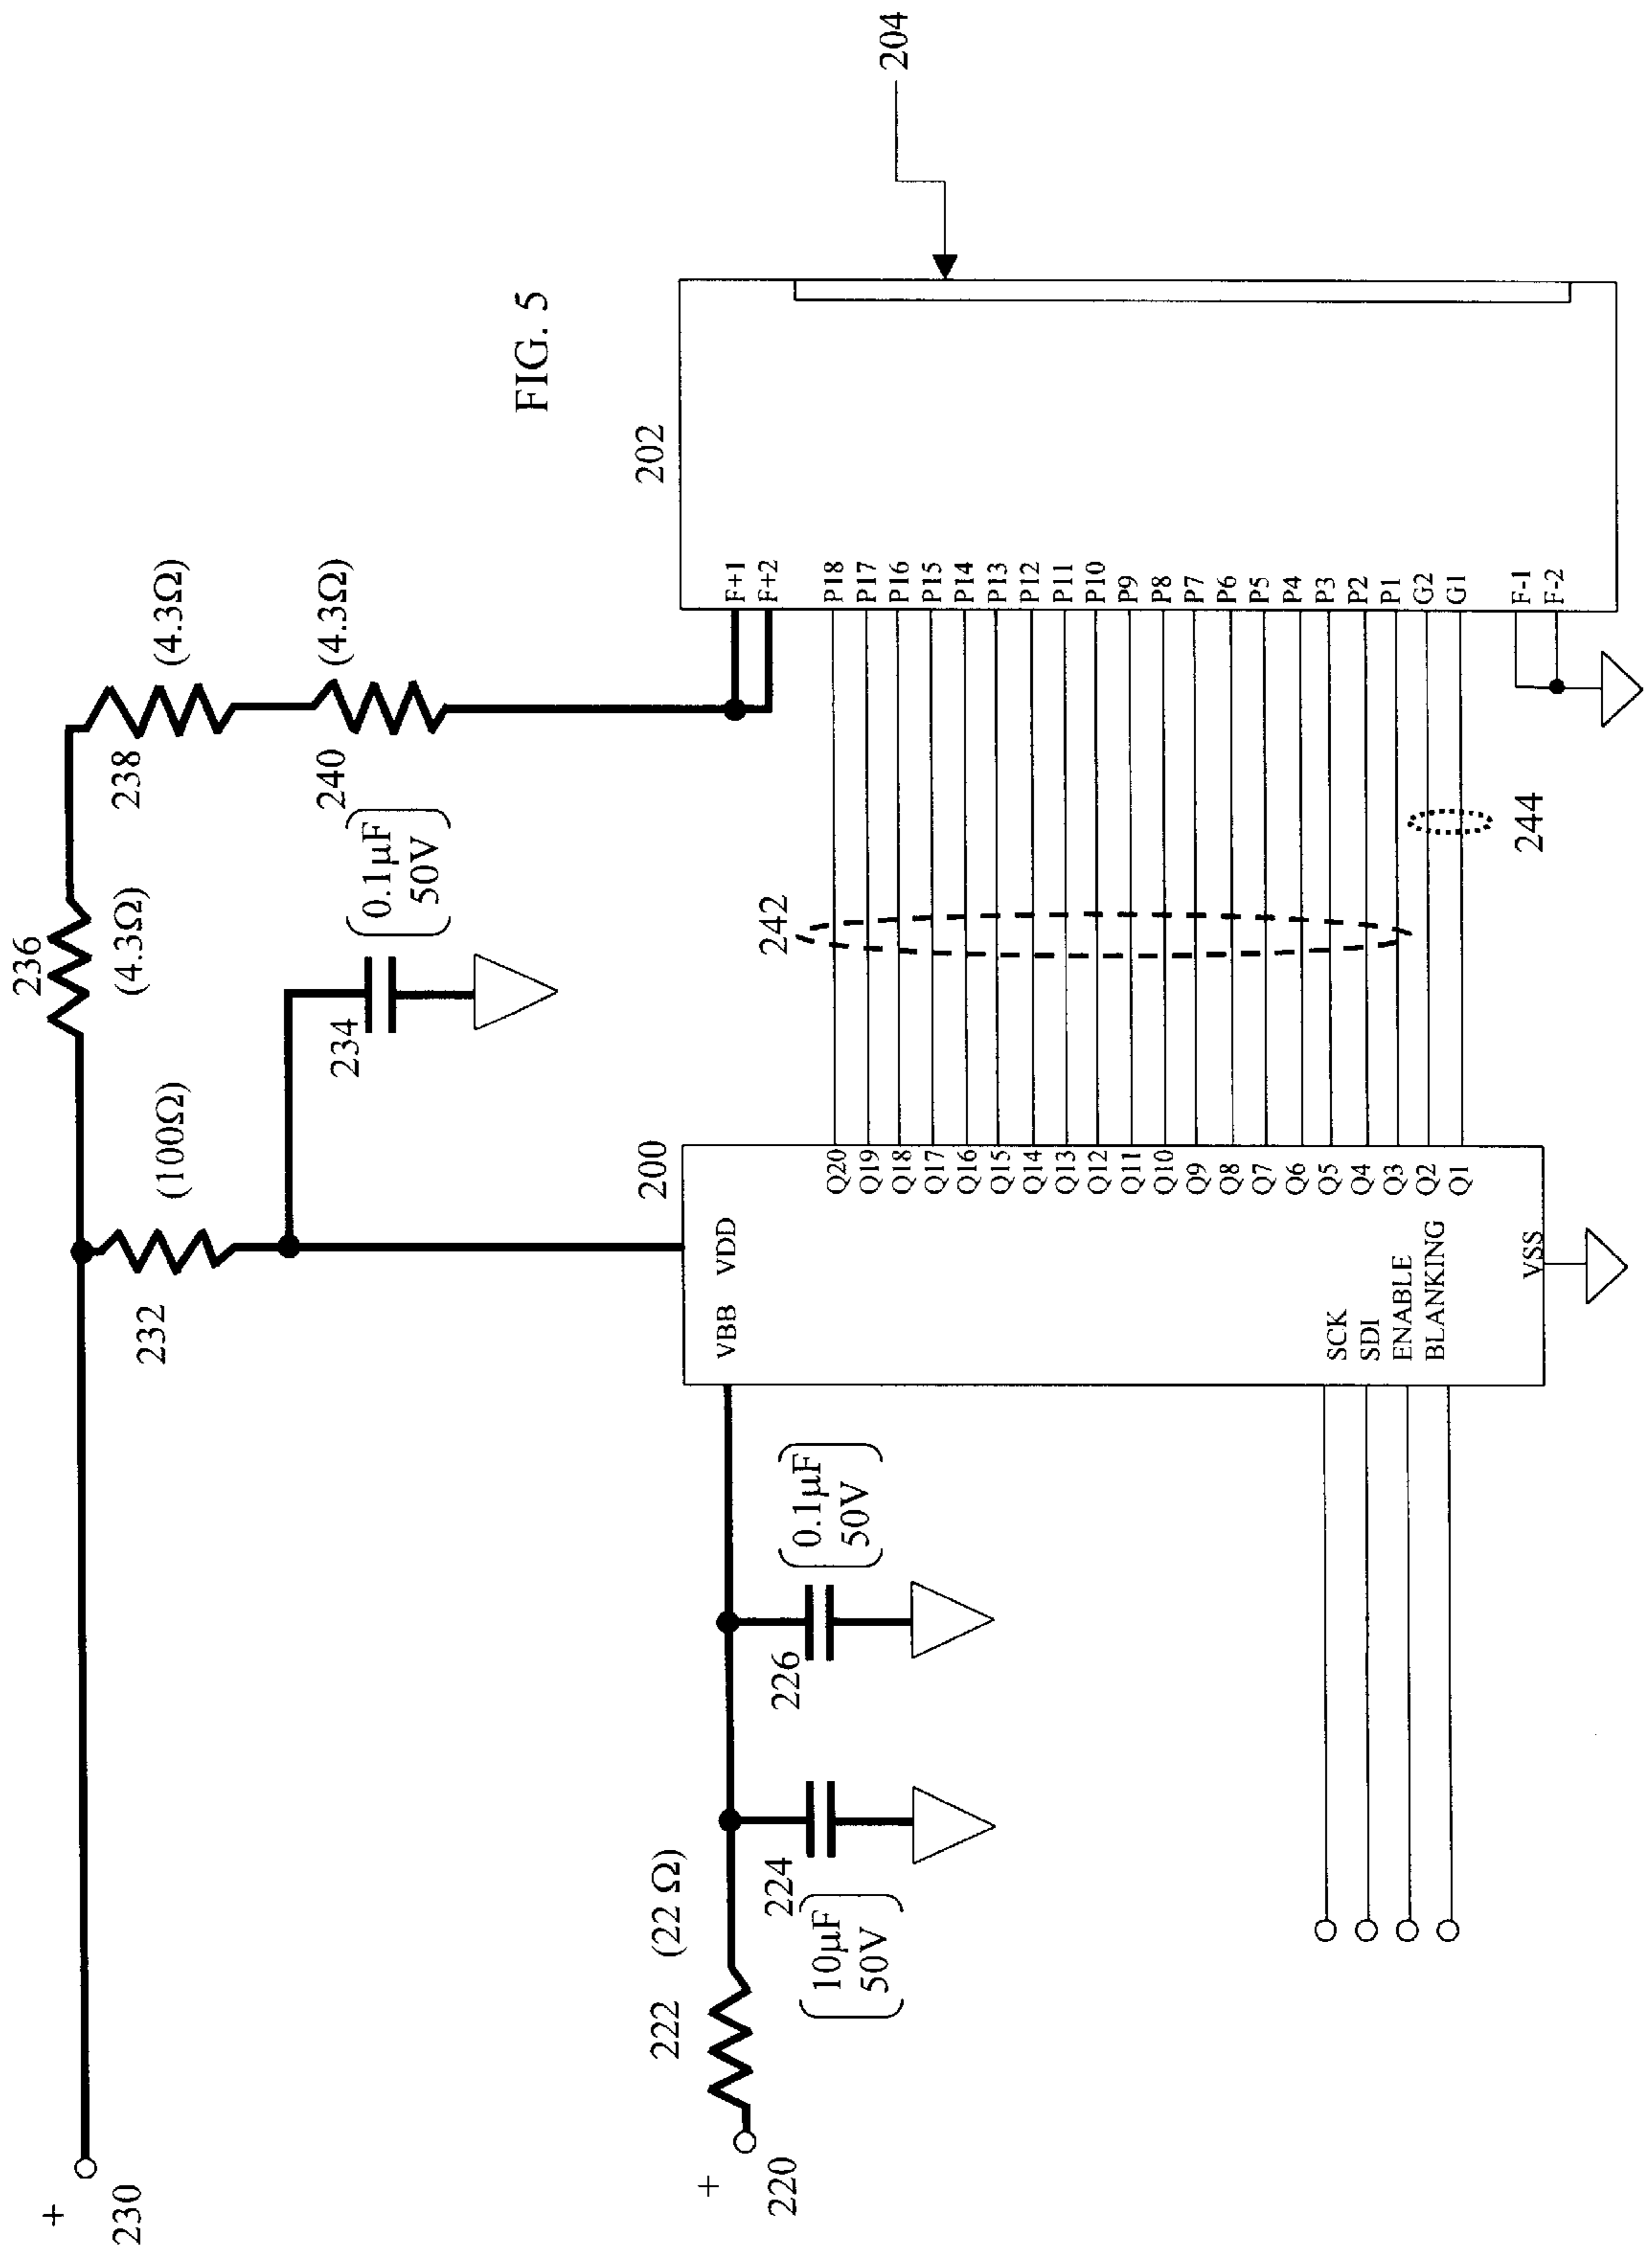 FIG. 5
+
230
232
(100Ω)
236
(4.3Ω)
238
(4.3Ω)
240
(4.3Ω)
234
0.1μF
50V
+
220
222
(22 Ω)
224
10μF
50V
226
0.1μF
50V
200
VBB
VDD
SCK
SDI
ENABLE
BLANKING
VSS
Q20
Q19
Q18
Q17
Q16
Q15
Q14
Q13
Q12
Q11
Q10
Q9
Q8
Q7
Q6
Q5
Q4
Q3
Q2
Q1
242
244
202
F+1
F+2
P18
P17
P16
P15
P14
P13
P12
P11
P10
P9
P8
P7
P6
P5
P4
P3
P2
P1
G2
G1
F-1
F-2
204